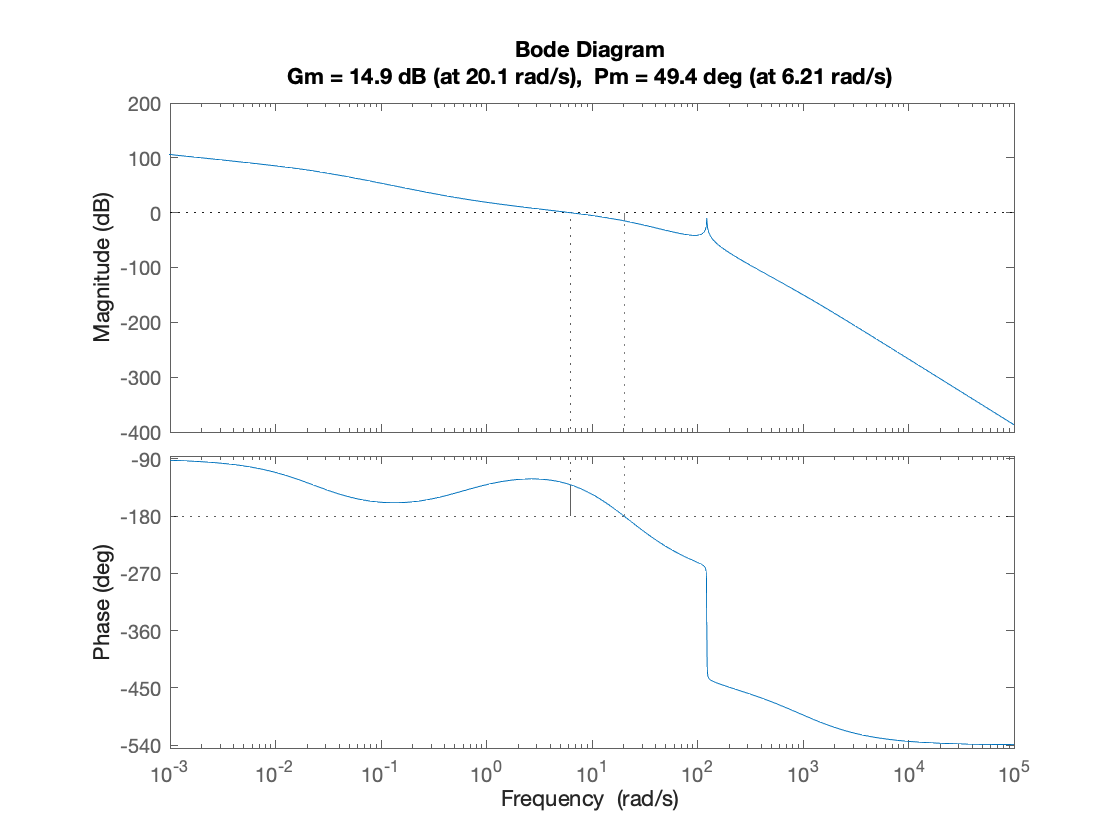 Bode Diagram
Gm = 14.9 dB (at 20.1 rad/s),  Pm = 49.4 deg (at 6.21 rad/s)
Magnitude (dB)
200
100
0
-100
-200
-300
-400
Phase (deg)
-90
-180
-270
-360
-450
-540
10^-3 10^-2 10^-1 10^0 10^1 10^2 10^3 10^4 10^5
Frequency  (rad/s)